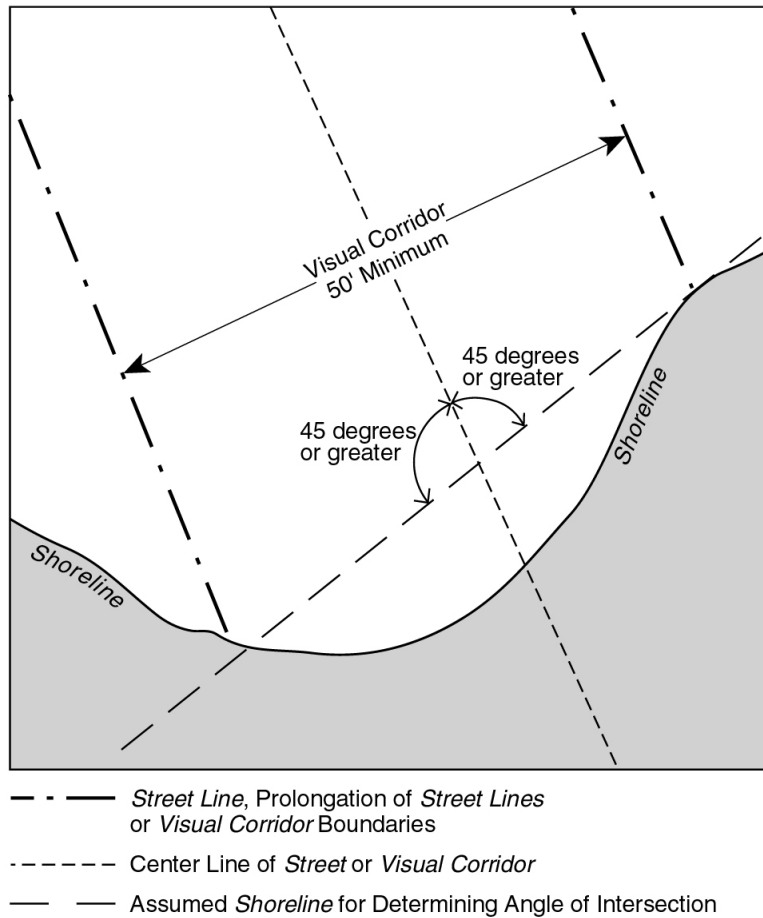 Visual Corridor
50' Minimum
45 degrees
or greater
45 degrees
or greater
Shoreline
Shoreline
Street Line, Prolongation of Street Lines
or Visual Corridor Boundaries
Center Line of Street or Visual Corridor
Assumed Shoreline for Determining Angle of Intersection